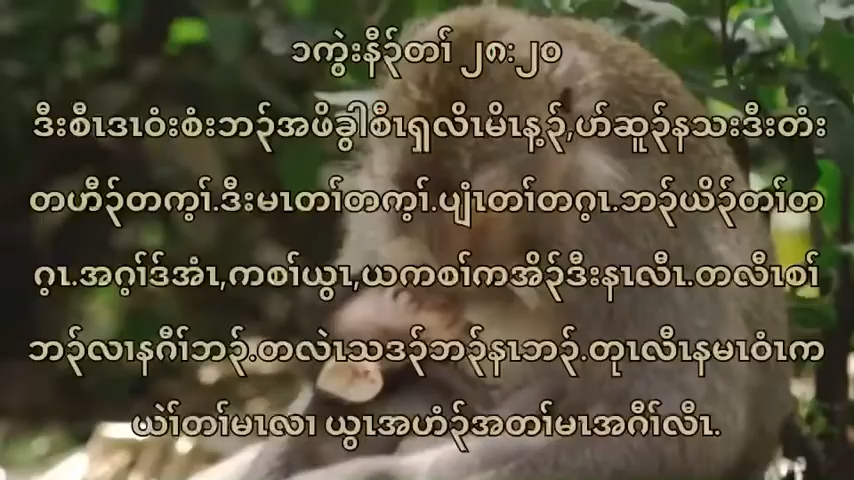 ၁ကွဲးနီၣ်တၢ် ၂၈း၂၀
ဒီးစီၤဒၤဝံးစံးဘၣ်အဖိခွါစီၤရှလိၤမိၤန့ၣ်,ဟ်ဆူၣ်နသးဒီးတံး
တဟီၣ်တက့ၢ်.ဒီးမၤတၢ်တက့ၢ်.ပျံၤတၢ်တဂ့ၤ.ဘၣ်ယိၣ်တၢ်တ
ဂ့ၤ.အဂ့ၢ်ဒ်အံၤ,ကစၢ်ယွၤ,ယကစၢ်ကအိၣ်ဒီးနၤလီၤ.တလီၤစၢ်
ဘၣ်လၢနဂီၢ်ဘၣ်.တလဲၤသဒၣ်ဘၣ်နၤဘၣ်.တုၤလီၤနမၤဝံၤက
ယဲၢ်တၢ်မၤလၢ ယွၤအဟံၣ်အတၢ်မၤအဂီၢ်လီၤ.